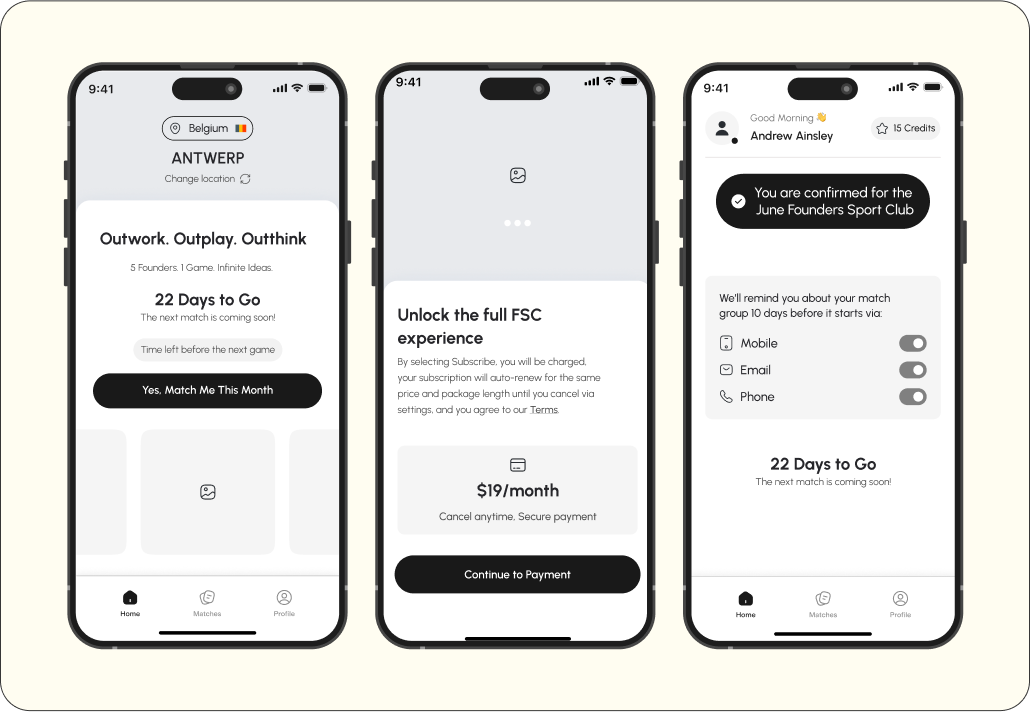 9:41
Belgium
ANTWERP
Change location
Outwork. Outplay. Outthink
5 Founders. 1 Game. Infinite Ideas.
22 Days to Go
The next match is coming soon!
Time left before the next game
Yes, Match Me This Month
Home
Matches
Profile
9:41
Unlock the full FSC
experience
By selecting Subscribe, you will be charged,
your subscription will auto-renew for the same
price and package length until you cancel via
settings, and you agree to our Terms.
$19/month
Cancel anytime, Secure payment
Continue to Payment
9:41
Good Morning 👋
Andrew Ainsley
15 Credits
You are confirmed for the
June Founders Sport Club
We'll remind you about your match
group 10 days before it starts via:
Mobile
Email
Phone
22 Days to Go
The next match is coming soon!
Home
Matches
Profile